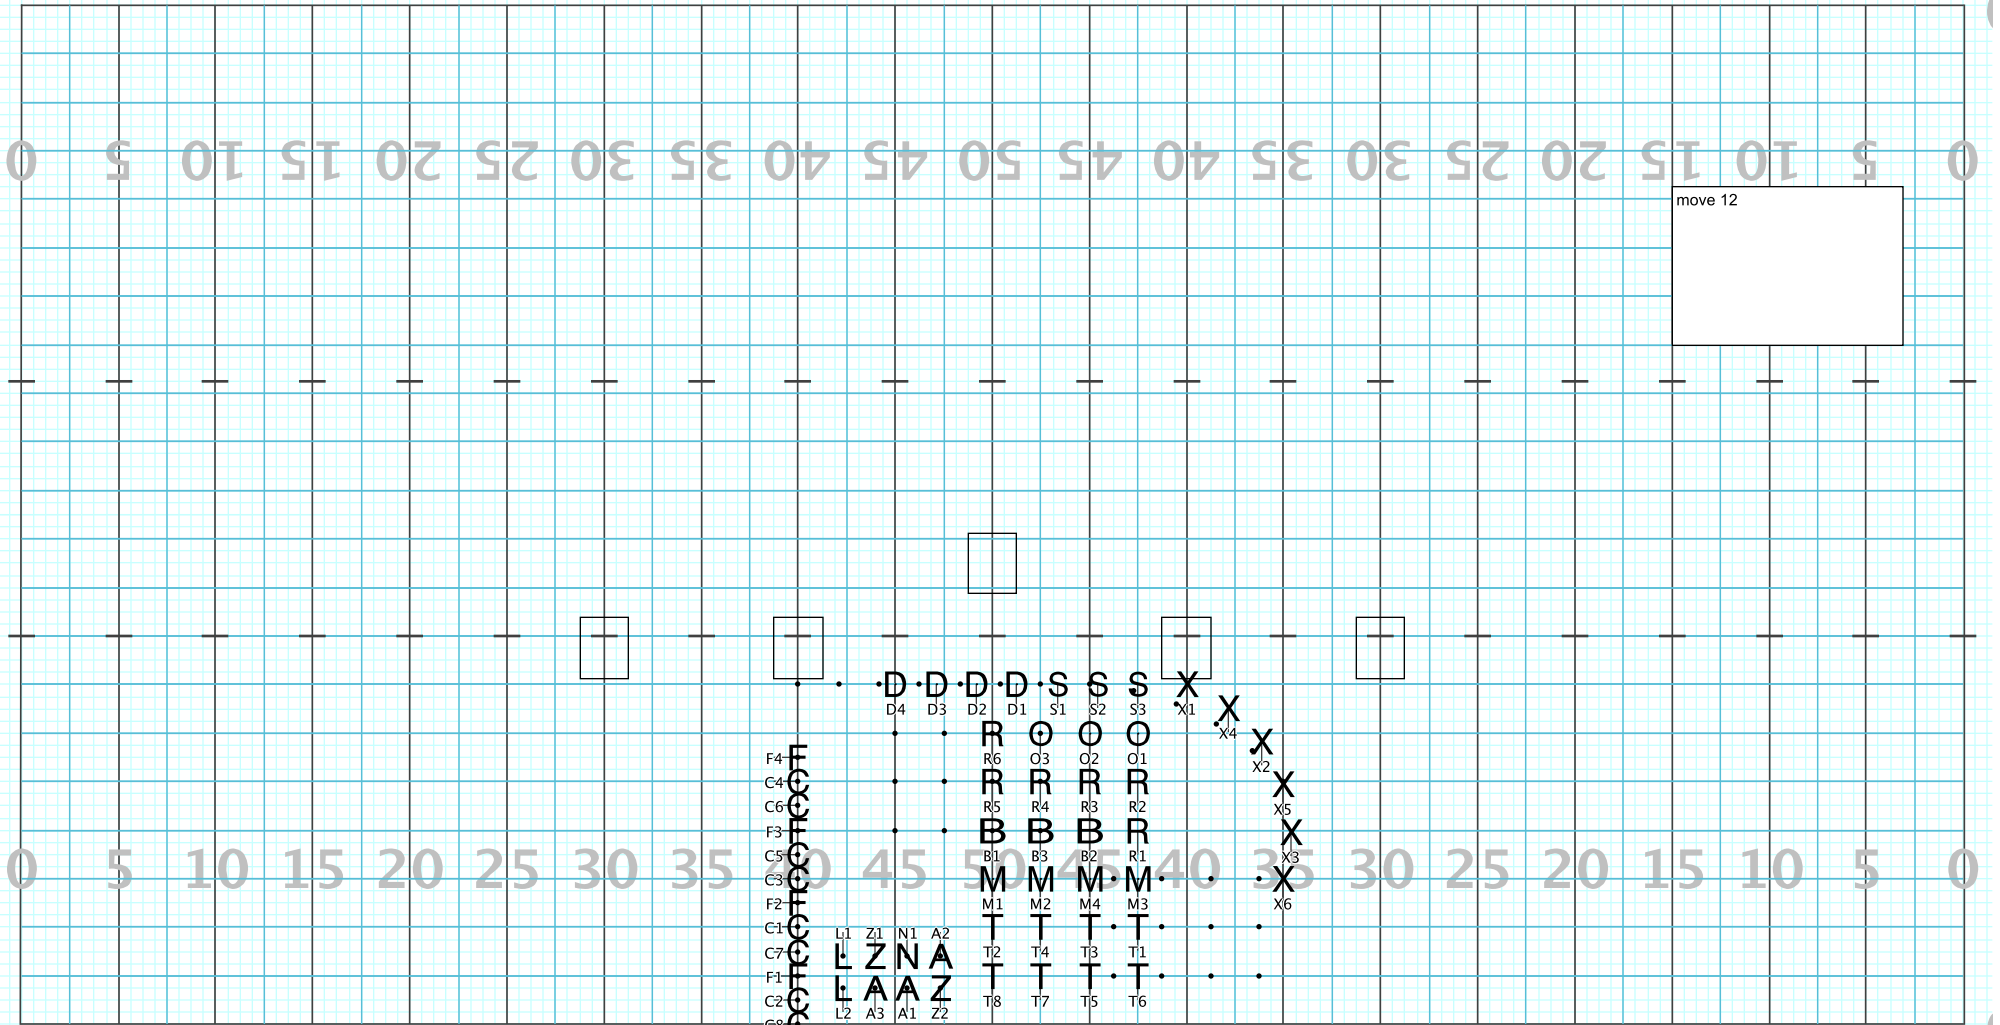 0 5 10 15 20 25 30 35 40 45 50 45 40 35 30 25 20 15 10 5 0
move 12
D D D D S S S X
D4 D3 D2 D1 S1 S2 S3 X1
X
X4
R O O O X
F4 F R6 O3 O2 O1 X2
C4 C R R R R X
C6 C R5 R4 R3 R2 X5
F3 F B B B R X
C5 C B1 B3 B2 R1 X3
0 5 10 15 20 25 30 35 40 45 50 45 40 35 30 25 20 15 10 5 0
C3 C M M M M X
F2 F M1 M2 M4 M3 X6
C1 C T T T T
L1 Z1 N1 A2
C7 C L Z N A T2 T4 T3 T1
F1 F T T T T
C2 C L A A Z T8 T7 T5 T6
L2 A3 A1 Z2
C8 C